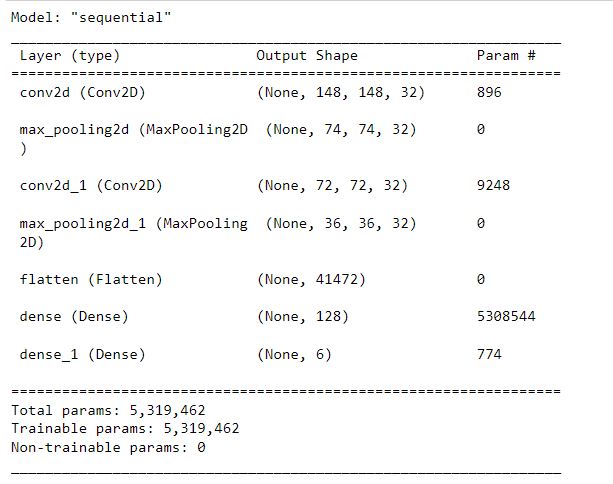 Model: "sequential"
Layer (type) Output Shape Param #
conv2d (Conv2D) (None, 148, 148, 32) 896
max_pooling2d (MaxPooling2D (None, 74, 74, 32) 0
)
conv2d_1 (Conv2D) (None, 72, 72, 32) 9248
max_pooling2d_1 (MaxPooling (None, 36, 36, 32) 0
2D)
flatten (Flatten) (None, 41472) 0
dense (Dense) (None, 128) 5308544
dense_1 (Dense) (None, 6) 774
Total params: 5,319,462
Trainable params: 5,319,462
Non-trainable params: 0